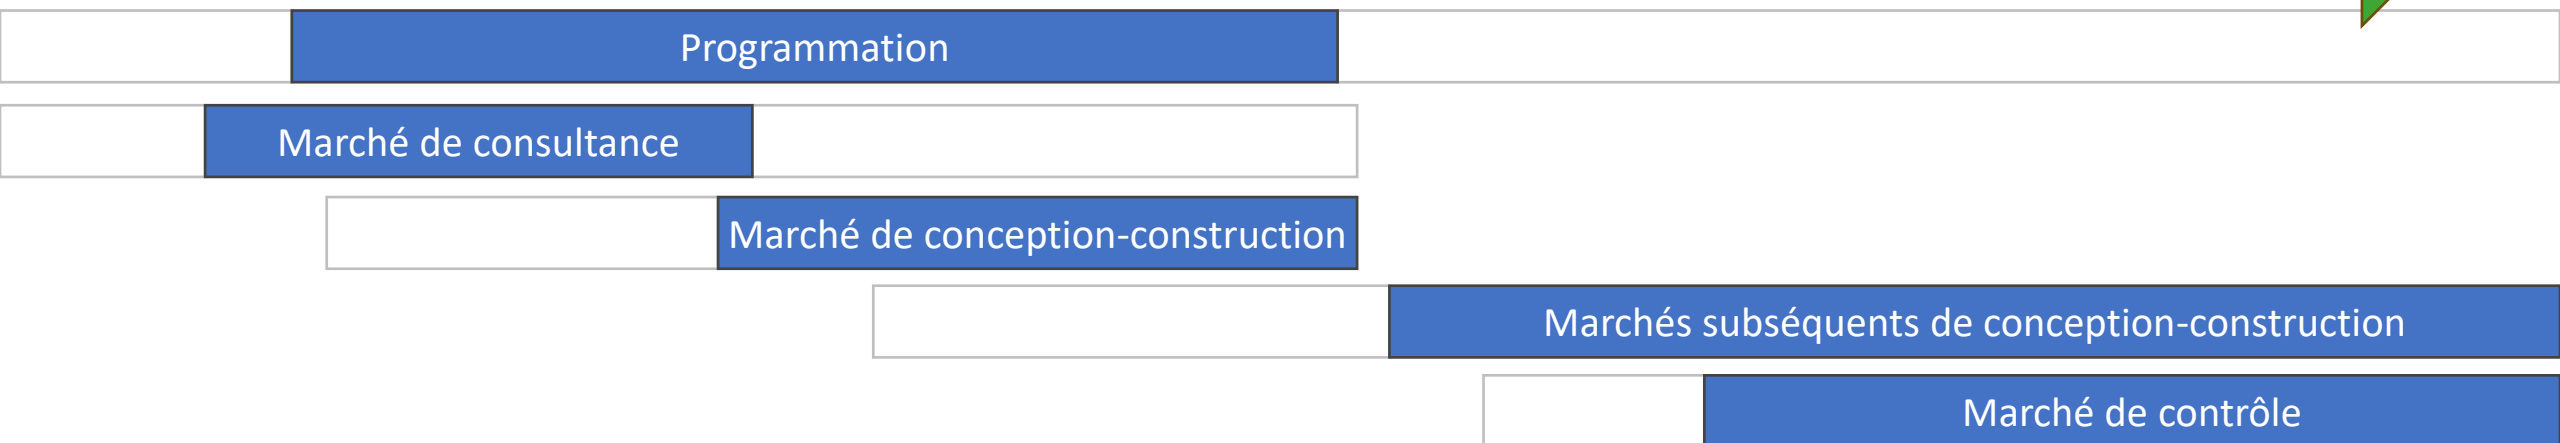 Programmation
Marché de consultance
Marché de conception-construction
Marchés subséquents de conception-construction
Marché de contrôle